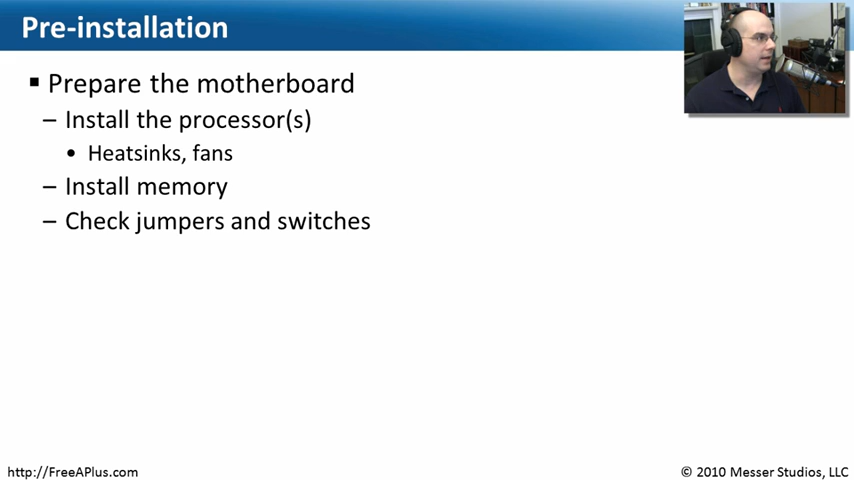 Pre-installation
▪ Prepare the motherboard
– Install the processor(s)
• Heatsinks, fans
– Install memory
– Check jumpers and switches
http://FreeAPlus.com
© 2010 Messer Studios, LLC